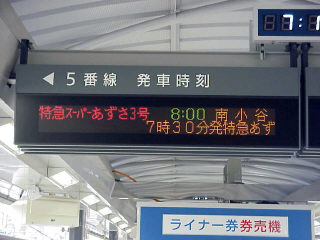 7:1
◀ 5番線 発車時刻
特急スーパーあずさ3号 8:00 南小谷
7時30分発特急あず
ライナー券券売機